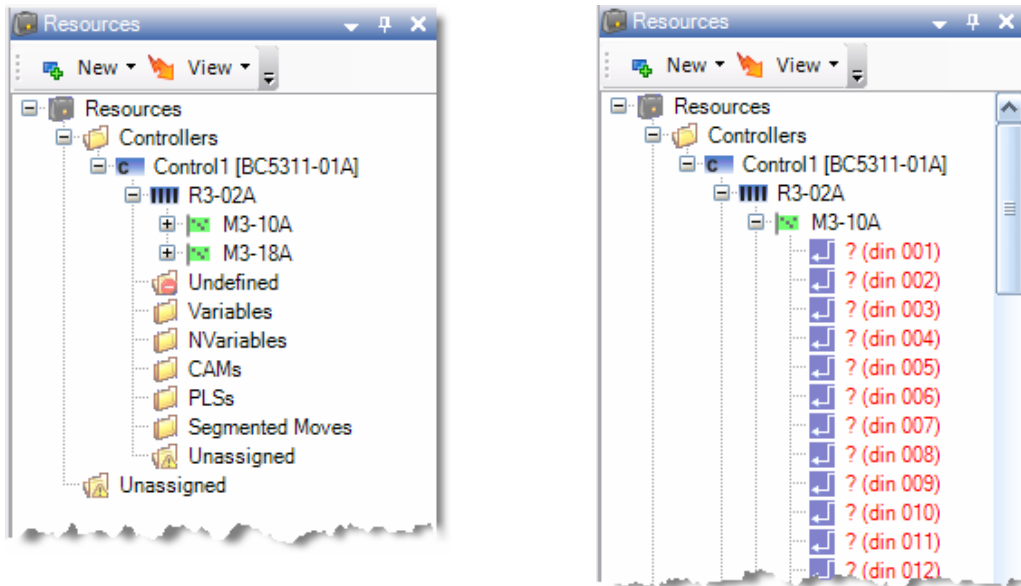 Resources
New View
Resources
Controllers
Control1 [BC5311-01A]
R3-02A
M3-10A
M3-18A
Undefined
Variables
NVariables
CAMs
PLSs
Segmented Moves
Unassigned
Unassigned
Resources
New View
Resources
Controllers
Control1 [BC5311-01A]
R3-02A
M3-10A
? (din 001)
? (din 002)
? (din 003)
? (din 004)
? (din 005)
? (din 006)
? (din 007)
? (din 008)
? (din 009)
? (din 010)
? (din 011)
? (din 012)